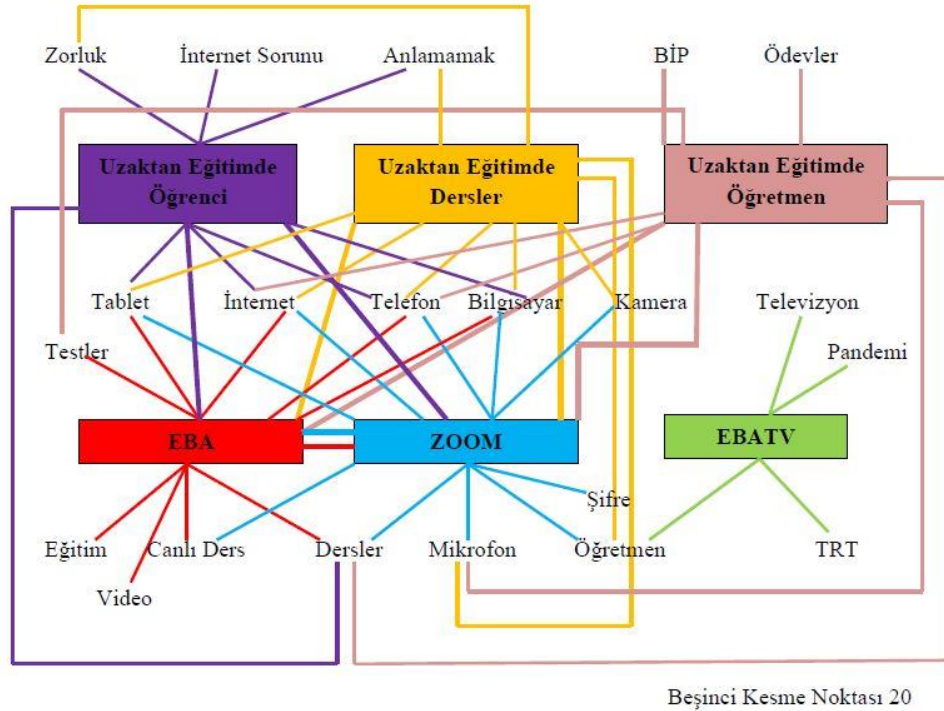 Zorluk İnternet Sorunu Anlamamak BİP Ödevler
Uzaktan Eğitimde
Öğrenci
Uzaktan Eğitimde
Dersler
Uzaktan Eğitimde
Öğretmen
Tablet İnternet Telefon Bilgisayar Kamera Televizyon
Testler Pandemi
EBA ZOOM EBATV
Şifre
Eğitim Canlı Ders Dersler Mikrofon Öğretmen TRT
Video
Beşinci Kesme Noktası 20